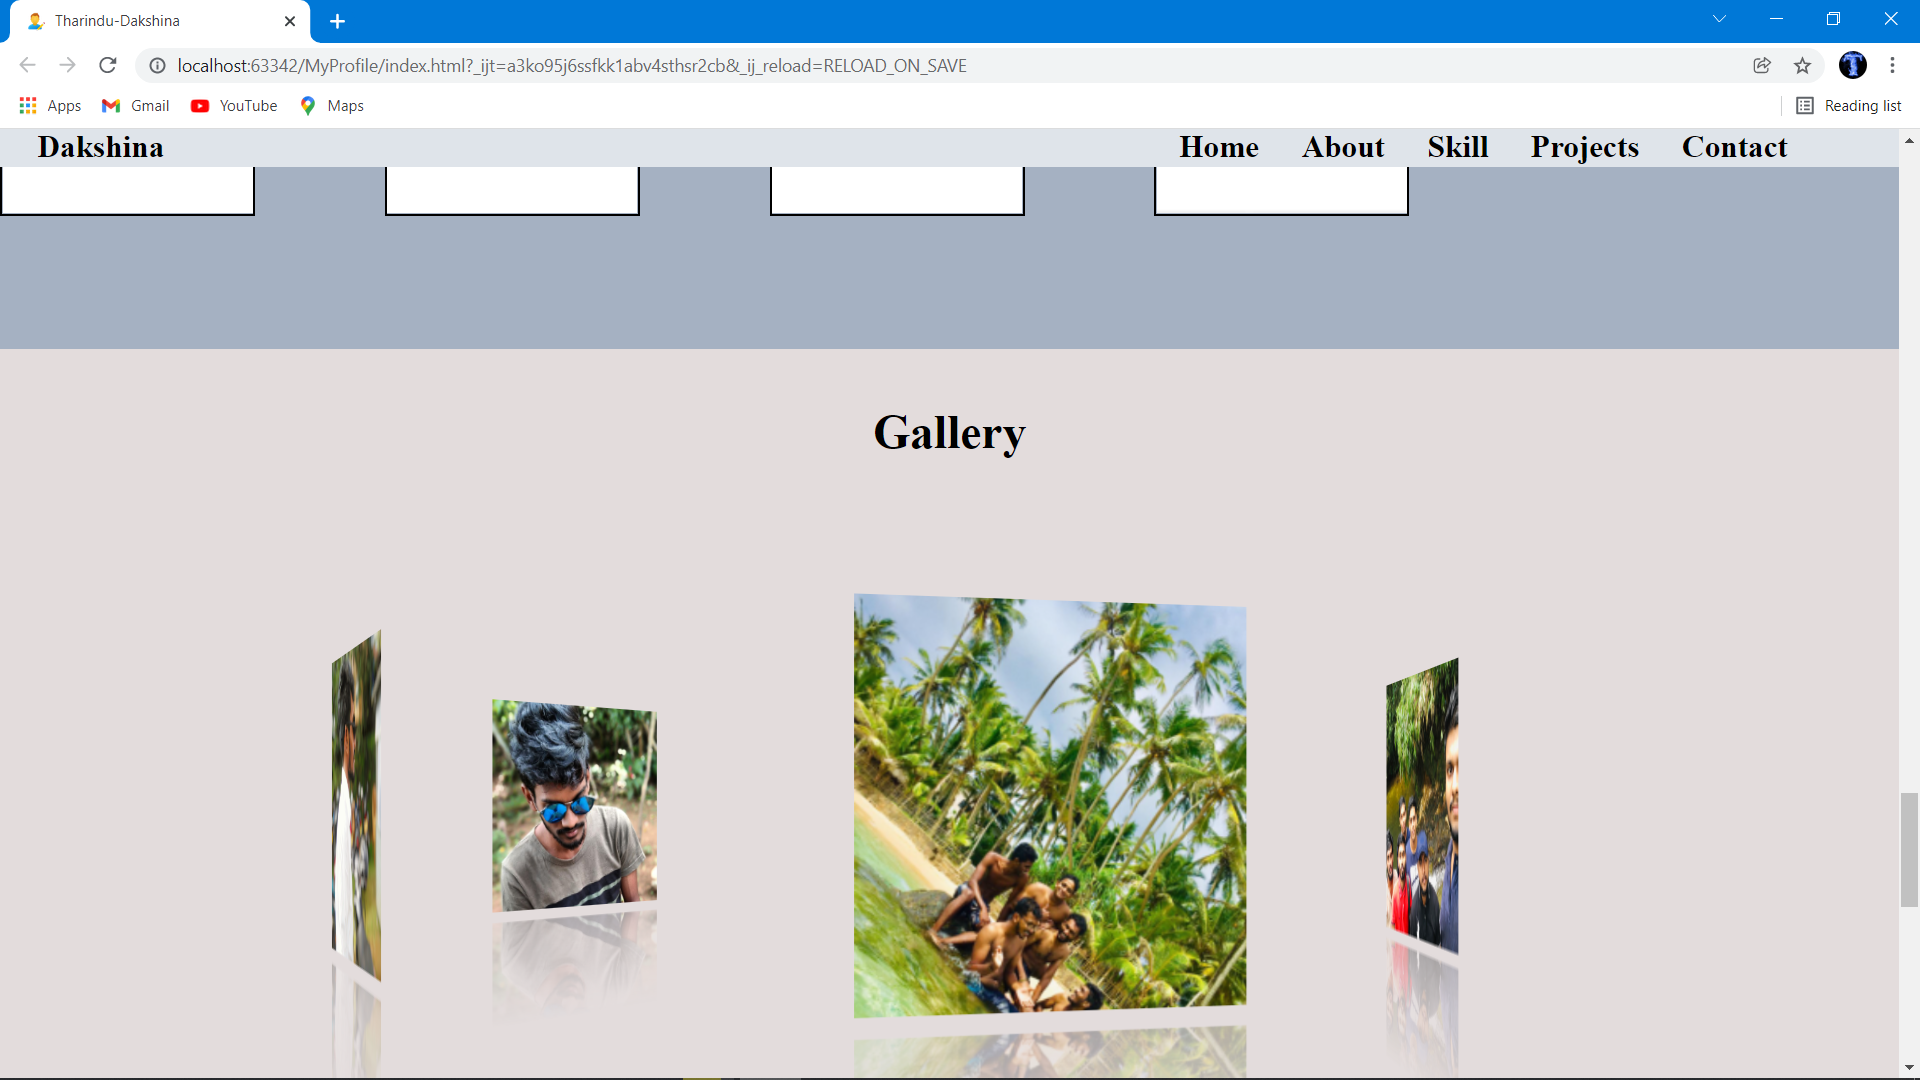 Tharindu-Dakshina
localhost:63342/MyProfile/index.html?_ijt=a3ko95j6ssfkk1abv4sthsr2cb&_ij_reload=RELOAD_ON_SAVE
Apps Gmail YouTube Maps Reading list
Dakshina Home About Skill Projects Contact
Gallery